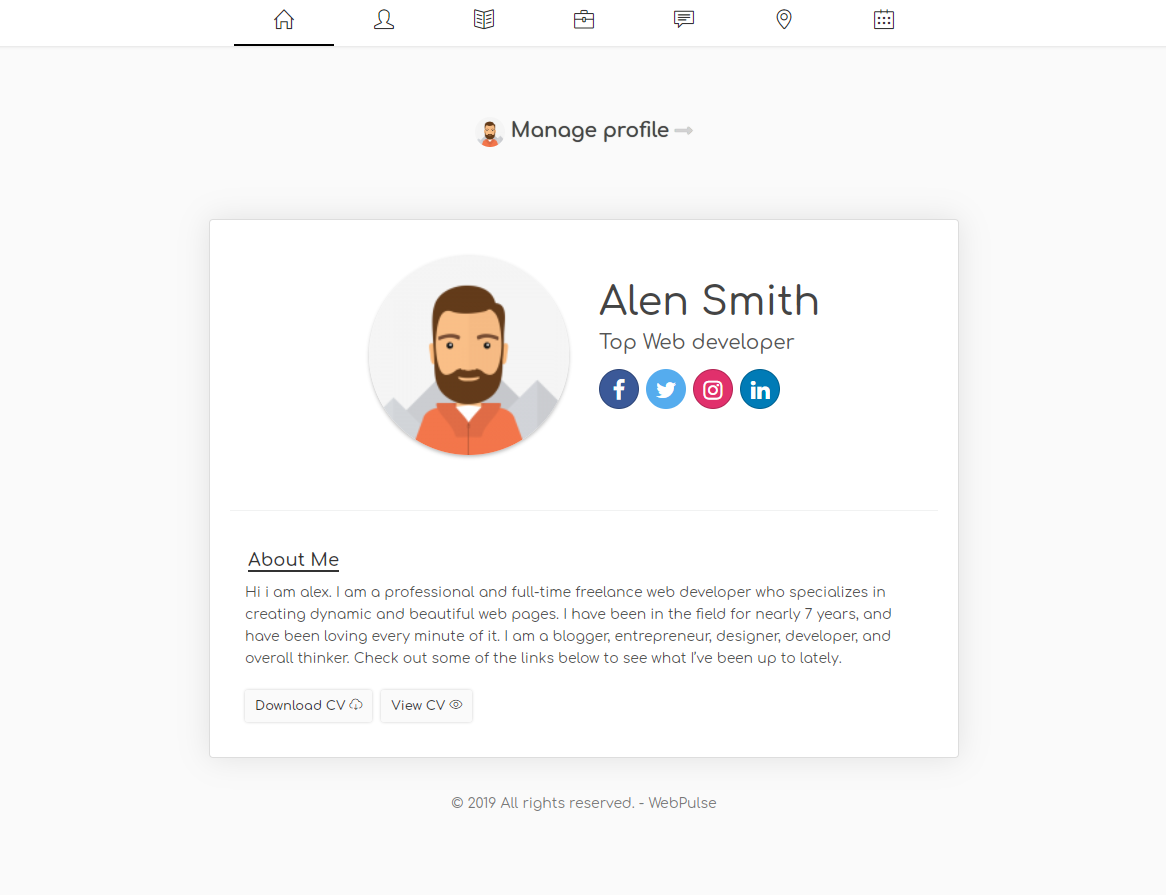 Manage profile
Alen Smith
Top Web developer
About Me
Hi i am alex. I am a professional and full-time freelance web developer who specializes in
creating dynamic and beautiful web pages. I have been in the field for nearly 7 years, and
have been loving every minute of it. I am a blogger, entrepreneur, designer, developer, and
overall thinker. Check out some of the links below to see what I’ve been up to lately.
Download CV
View CV
© 2019 All rights reserved. - WebPulse